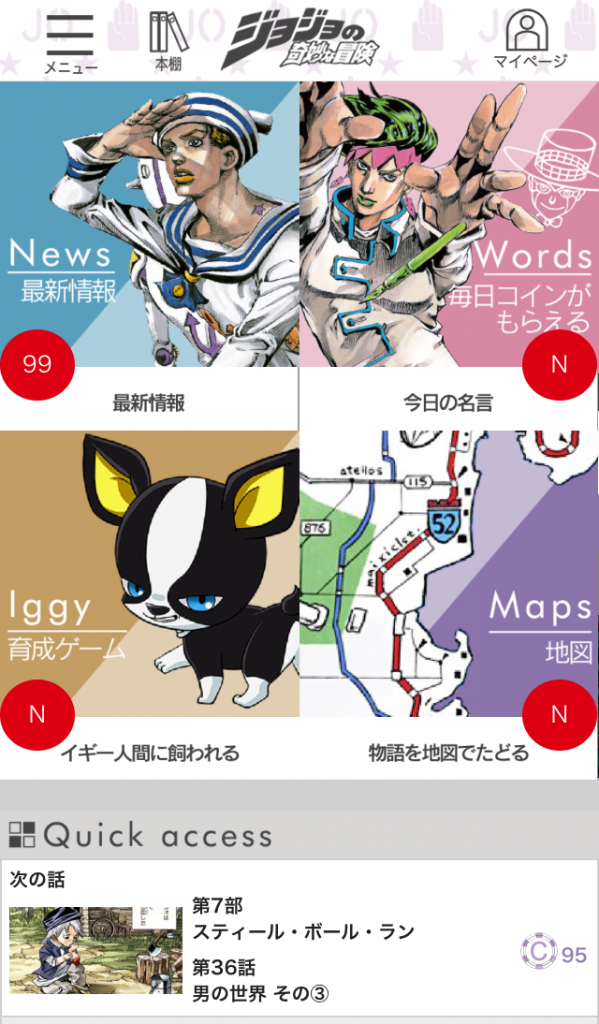 メニュー
本棚
ジョジョの
奇妙な冒険
マイページ
News
最新情報
99
最新情報
Words
毎日コインが
もらえる
N
今日の名言
Iggy
育成ゲーム
N
イギー人間に飼われる
atellos
115
52
876
Maps
地図
N
物語を地図でたどる
Quick access
次の話
第7部
スティール・ボール・ラン
第36話
男の世界 その③
C 95